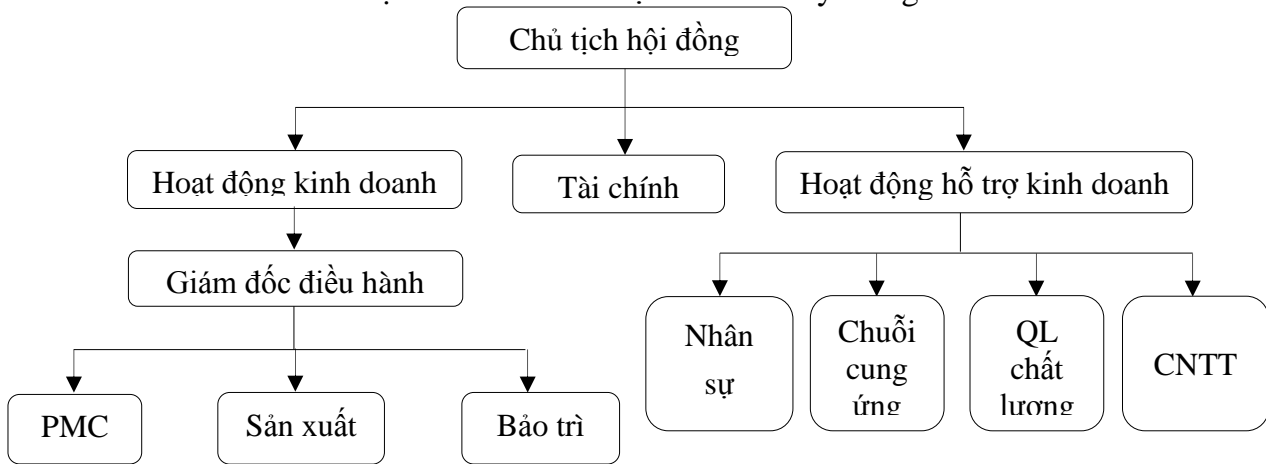 Chủ tịch hội đồng
Hoạt động kinh doanh
Tài chính
Hoạt động hỗ trợ kinh doanh
Giám đốc điều hành
Nhân
sự
Chuỗi
cung
ứng
QL
chất
lượng
CNTT
PMC
Sản xuất
Bảo trì